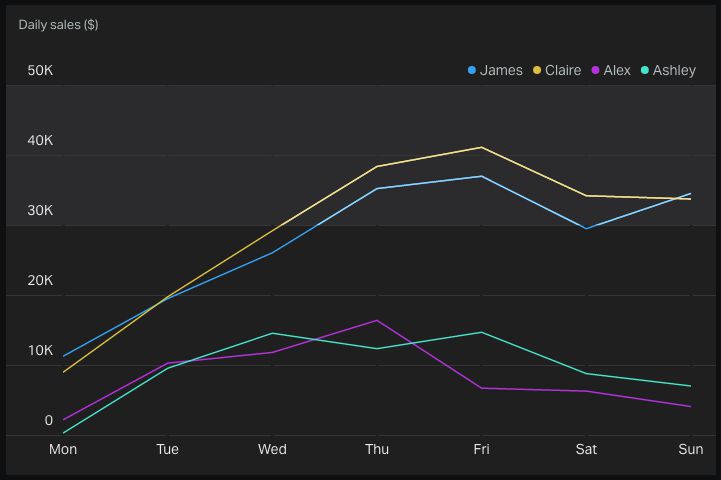 Daily sales ($)
50K
James Claire Alex Ashley
40K
30K
20K
10K
0
Mon Tue Wed Thu Fri Sat Sun